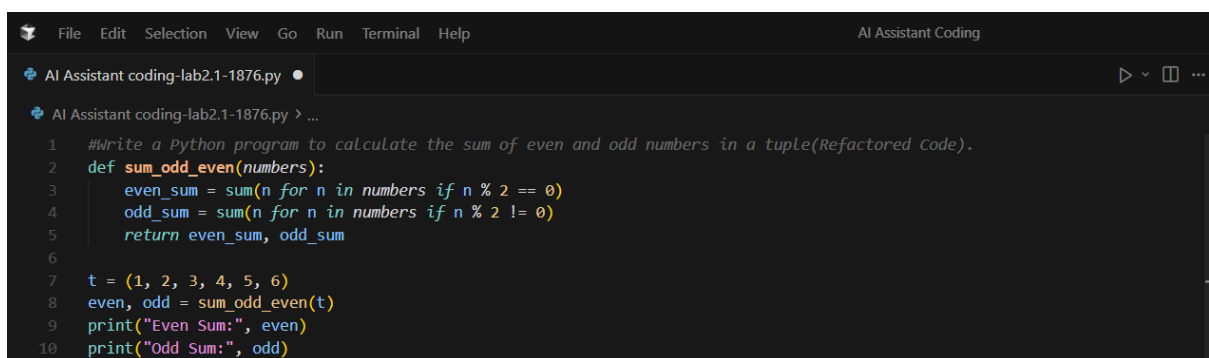 File Edit Selection View Go Run Terminal Help AI Assistant Coding
AI Assistant coding-lab2.1-1876.py
AI Assistant coding-lab2.1-1876.py > ...
1 #Write a Python program to calculate the sum of even and odd numbers in a tuple(Refactored Code).
2 def sum_odd_even(numbers):
3     even_sum = sum(n for n in numbers if n % 2 == 0)
4     odd_sum = sum(n for n in numbers if n % 2 != 0)
5     return even_sum, odd_sum
6
7 t = (1, 2, 3, 4, 5, 6)
8 even, odd = sum_odd_even(t)
9 print("Even Sum:", even)
10 print("Odd Sum:", odd)